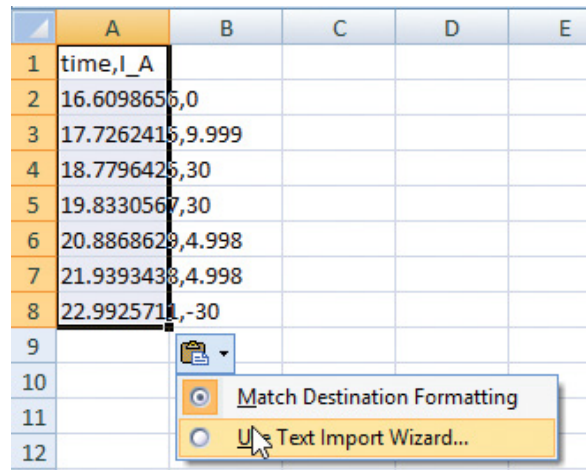 A B C D E
1 time,I_A
2 16.6098656,0
3 17.7262415,9.999
4 18.7796425,30
5 19.8330567,30
6 20.8868629,4.998
7 21.9393438,4.998
8 22.9925711,-30
9
10 Match Destination Formatting
11
12 Use Text Import Wizard...